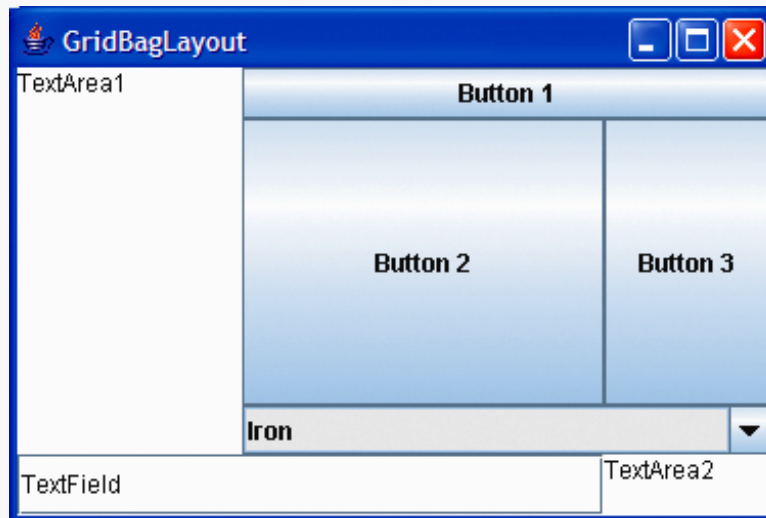 GridBagLayout
TextArea1
Button 1
Button 2
Button 3
Iron
TextField
TextArea2